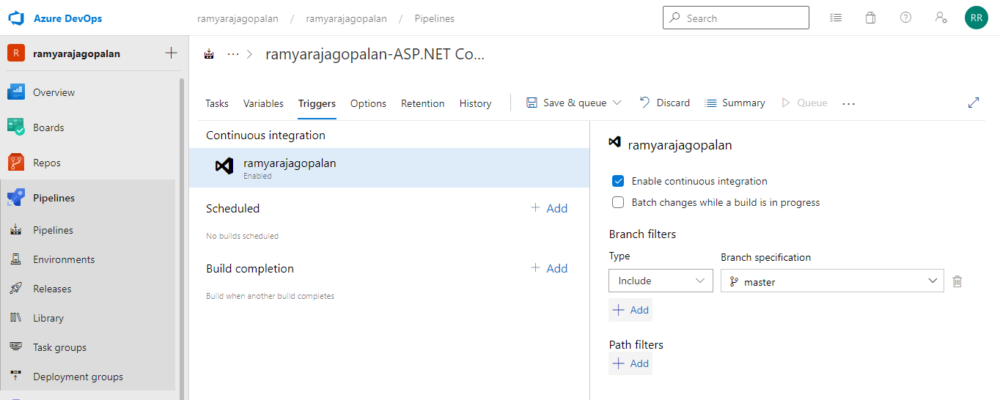 Azure DevOps
ramyarajagopalan / ramyarajagopalan / Pipelines
Search
RR
R ramyarajagopalan
Overview
Boards
Repos
Pipelines
Pipelines
Environments
Releases
Library
Task groups
Deployment groups
ramyarajagopalan-ASP.NET Co...
Tasks Variables Triggers Options Retention History Save & queue Discard Summary Queue
Continuous integration
ramyarajagopalan
Enabled
Scheduled + Add
No builds scheduled
Build completion + Add
Build when another build completes
ramyarajagopalan
Enable continuous integration
Batch changes while a build is in progress
Branch filters
Type Branch specification
Include master
+ Add
Path filters
+ Add